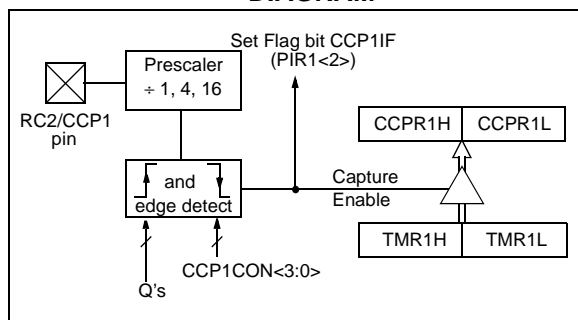 Set Flag bit CCP1IF
(PIR1<2>)
Prescaler
÷ 1, 4, 16
RC2/CCP1
pin
CCPR1H CCPR1L
and
edge detect
Capture
Enable
TMR1H TMR1L
CCP1CON<3:0>
Q's